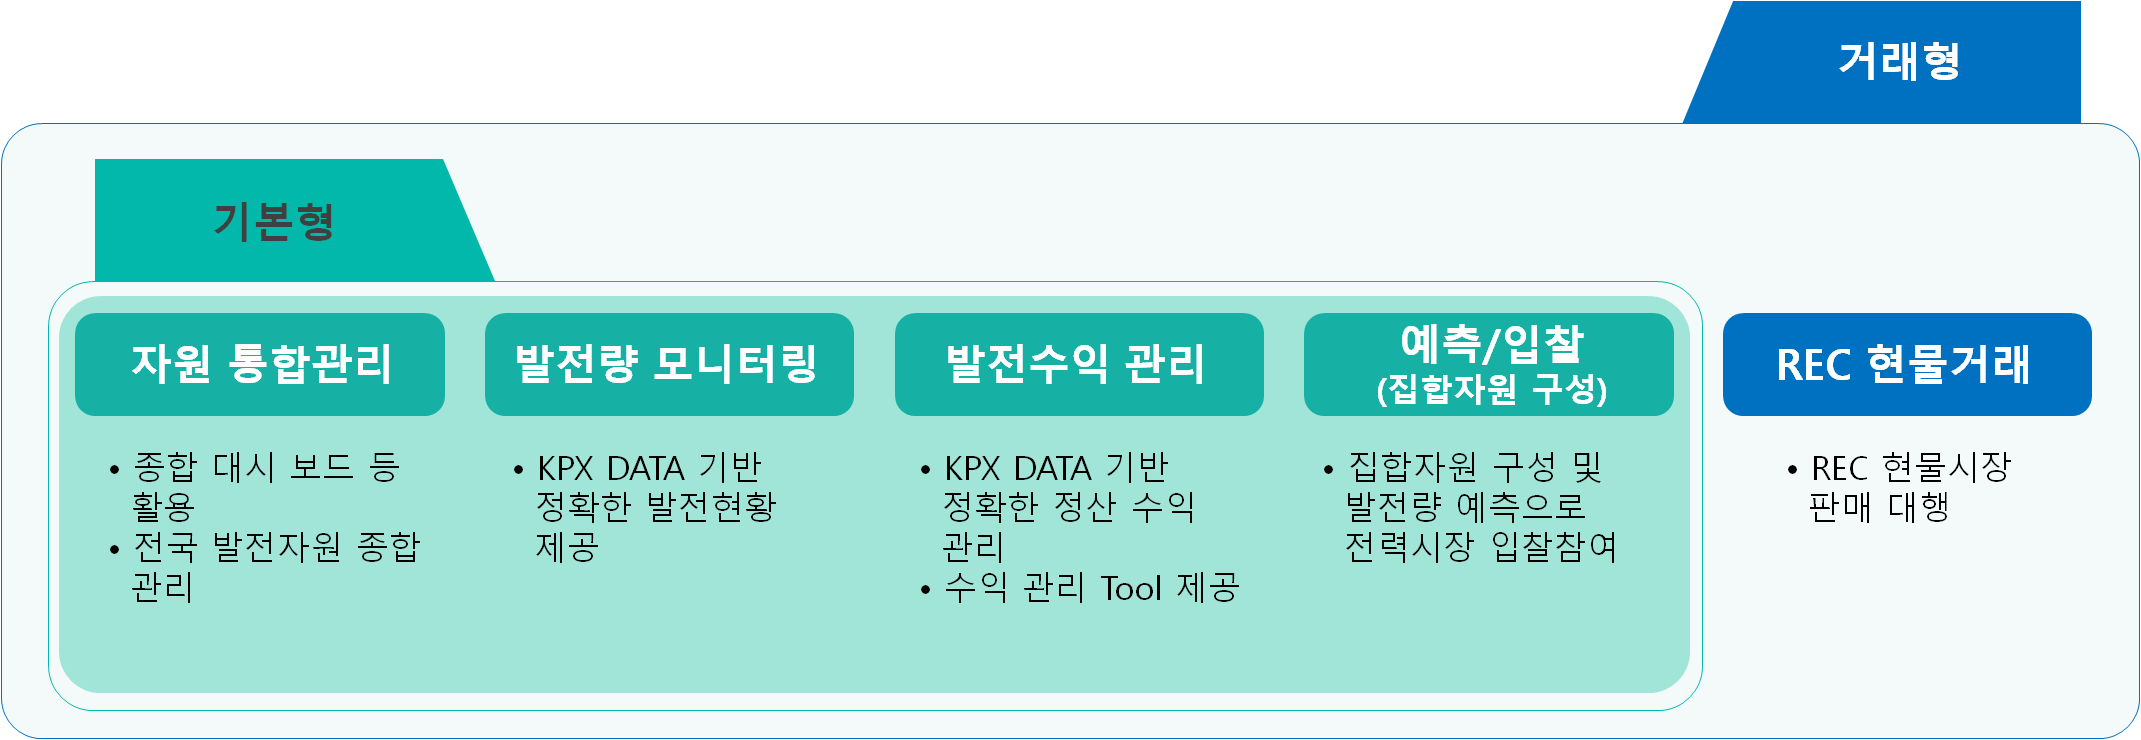 거래형
기본형
자원 통합관리
• 종합 대시 보드 등
활용
• 전국 발전자원 종합
관리
발전량 모니터링
• KPX DATA 기반
정확한 발전현황
제공
발전수익 관리
• KPX DATA 기반
정확한 정산 수익
관리
• 수익 관리 Tool 제공
예측/입찰
(집합자원 구성)
• 집합자원 구성 및
발전량 예측으로
전력시장 입찰참여
REC 현물거래
• REC 현물시장
판매 대행